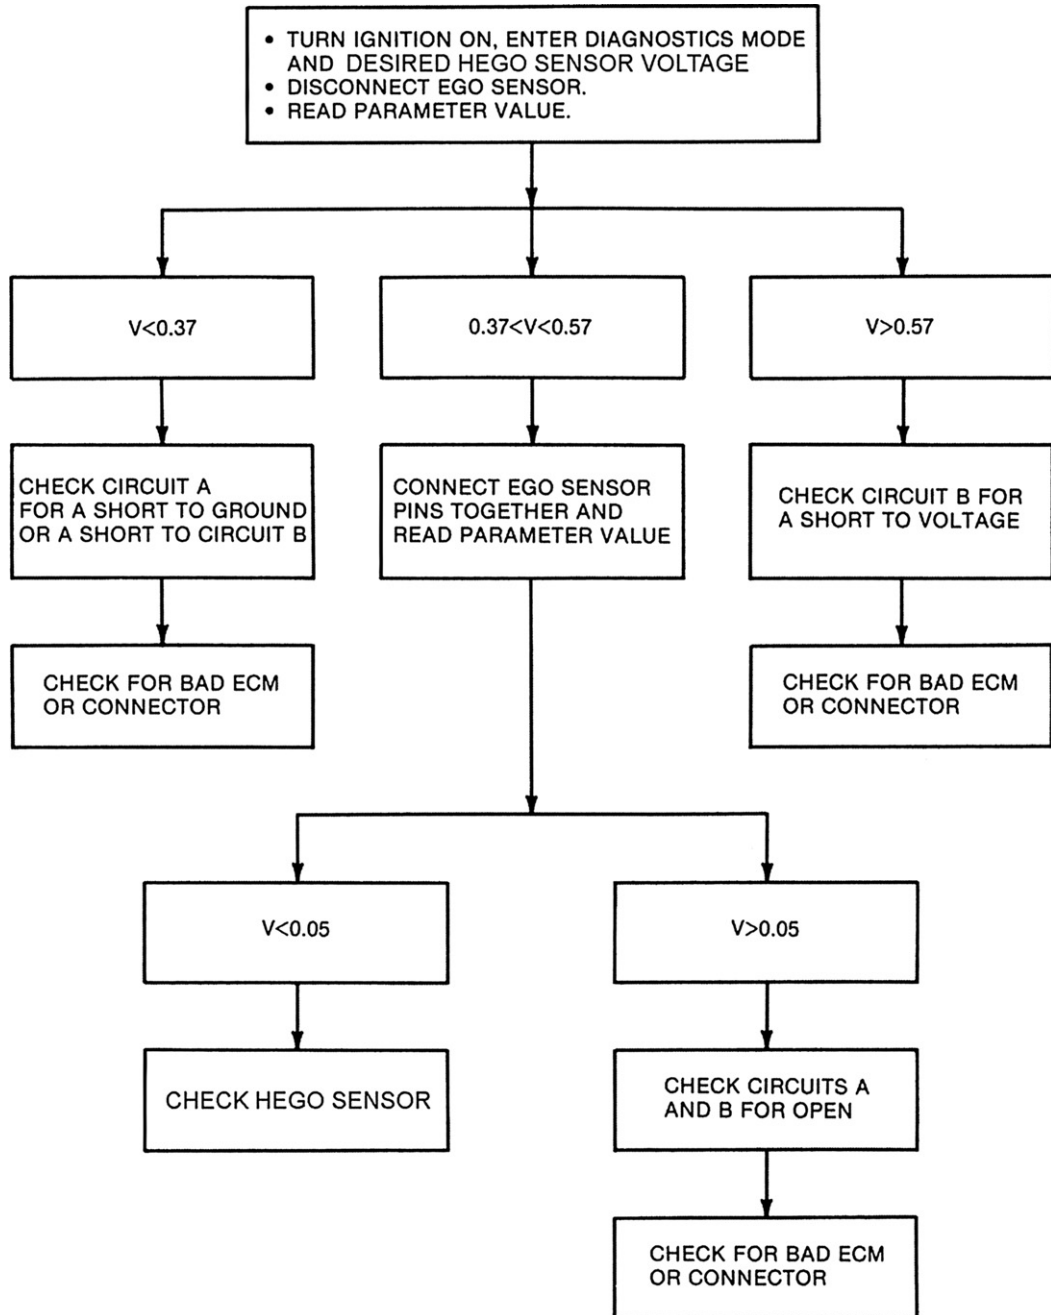 • TURN IGNITION ON, ENTER DIAGNOSTICS MODE
AND DESIRED HEGO SENSOR VOLTAGE
• DISCONNECT EGO SENSOR.
• READ PARAMETER VALUE.
V<0.37
0.37<V<0.57
V>0.57
CHECK CIRCUIT A
FOR A SHORT TO GROUND
OR A SHORT TO CIRCUIT B
CONNECT EGO SENSOR
PINS TOGETHER AND
READ PARAMETER VALUE
CHECK CIRCUIT B FOR
A SHORT TO VOLTAGE
CHECK FOR BAD ECM
OR CONNECTOR
CHECK FOR BAD ECM
OR CONNECTOR
V<0.05
V>0.05
CHECK HEGO SENSOR
CHECK CIRCUITS A
AND B FOR OPEN
CHECK FOR BAD ECM
OR CONNECTOR